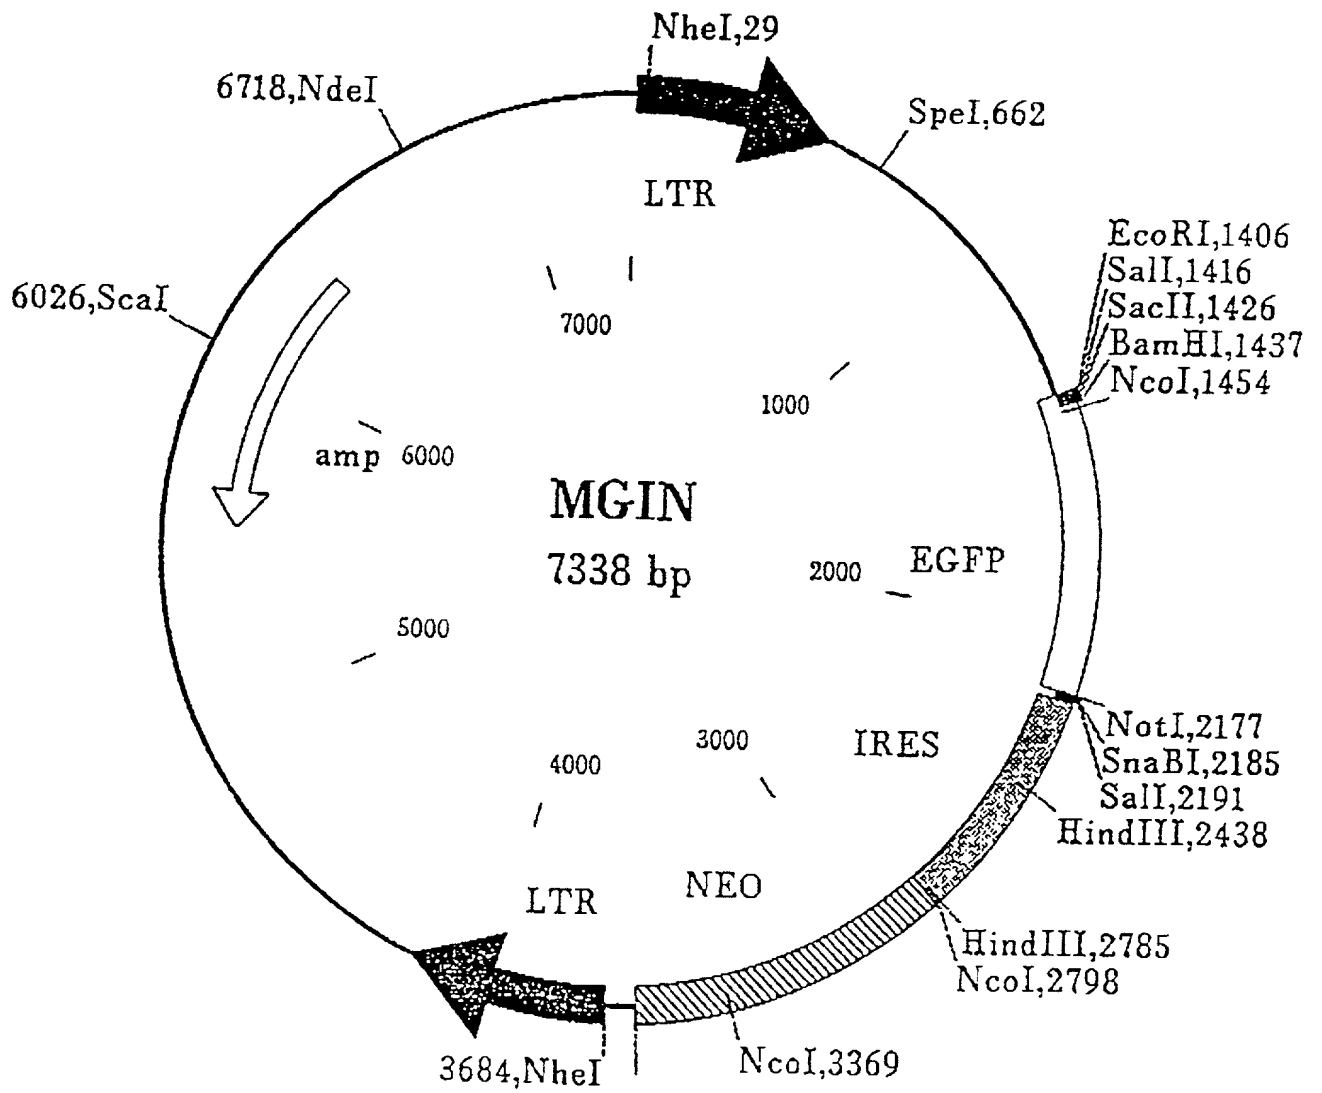 NheI,29
6718,NdeI
SpeI,662
LTR
EcoRI,1406
SalI,1416
SacII,1426
BamHI,1437
NcoI,1454
6026,ScaI
7000
1000
amp
6000
MGIN
7338 bp
2000
EGFP
5000
3000
4000
IRES
NotI,2177
SnaBI,2185
SalI,2191
HindIII,2438
LTR
NEO
HindIII,2785
NcoI,2798
3684,NheI
NcoI,3369